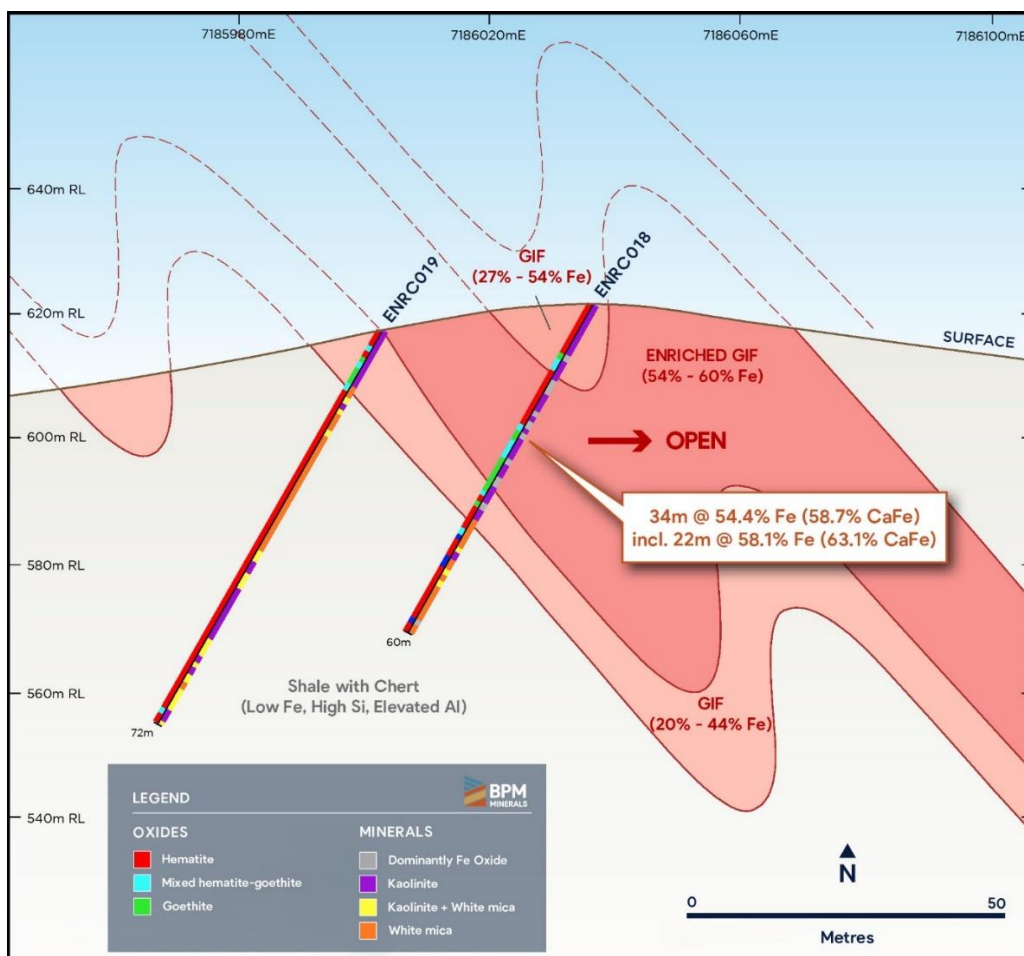 7185980mE
7186020mE
7186060mE
7186100mE
640m RL
620m RL
600m RL
580m RL
560m RL
540m RL
ENRC019
ENRC018
GIF
(27% - 54% Fe)
SURFACE
ENRICHED GIF
(54% - 60% Fe)
OPEN
34m @ 54.4% Fe (58.7% CaFe)
incl. 22m @ 58.1% Fe (63.1% CaFe)
60m
72m
Shale with Chert
(Low Fe, High Si, Elevated Al)
GIF
(20% - 44% Fe)
LEGEND
BPM
MINERALS
OXIDES
Hematite
Mixed hematite-goethite
Goethite
MINERALS
Dominantly Fe Oxide
Kaolinite
Kaolinite + White mica
White mica
N
0
50
Metres